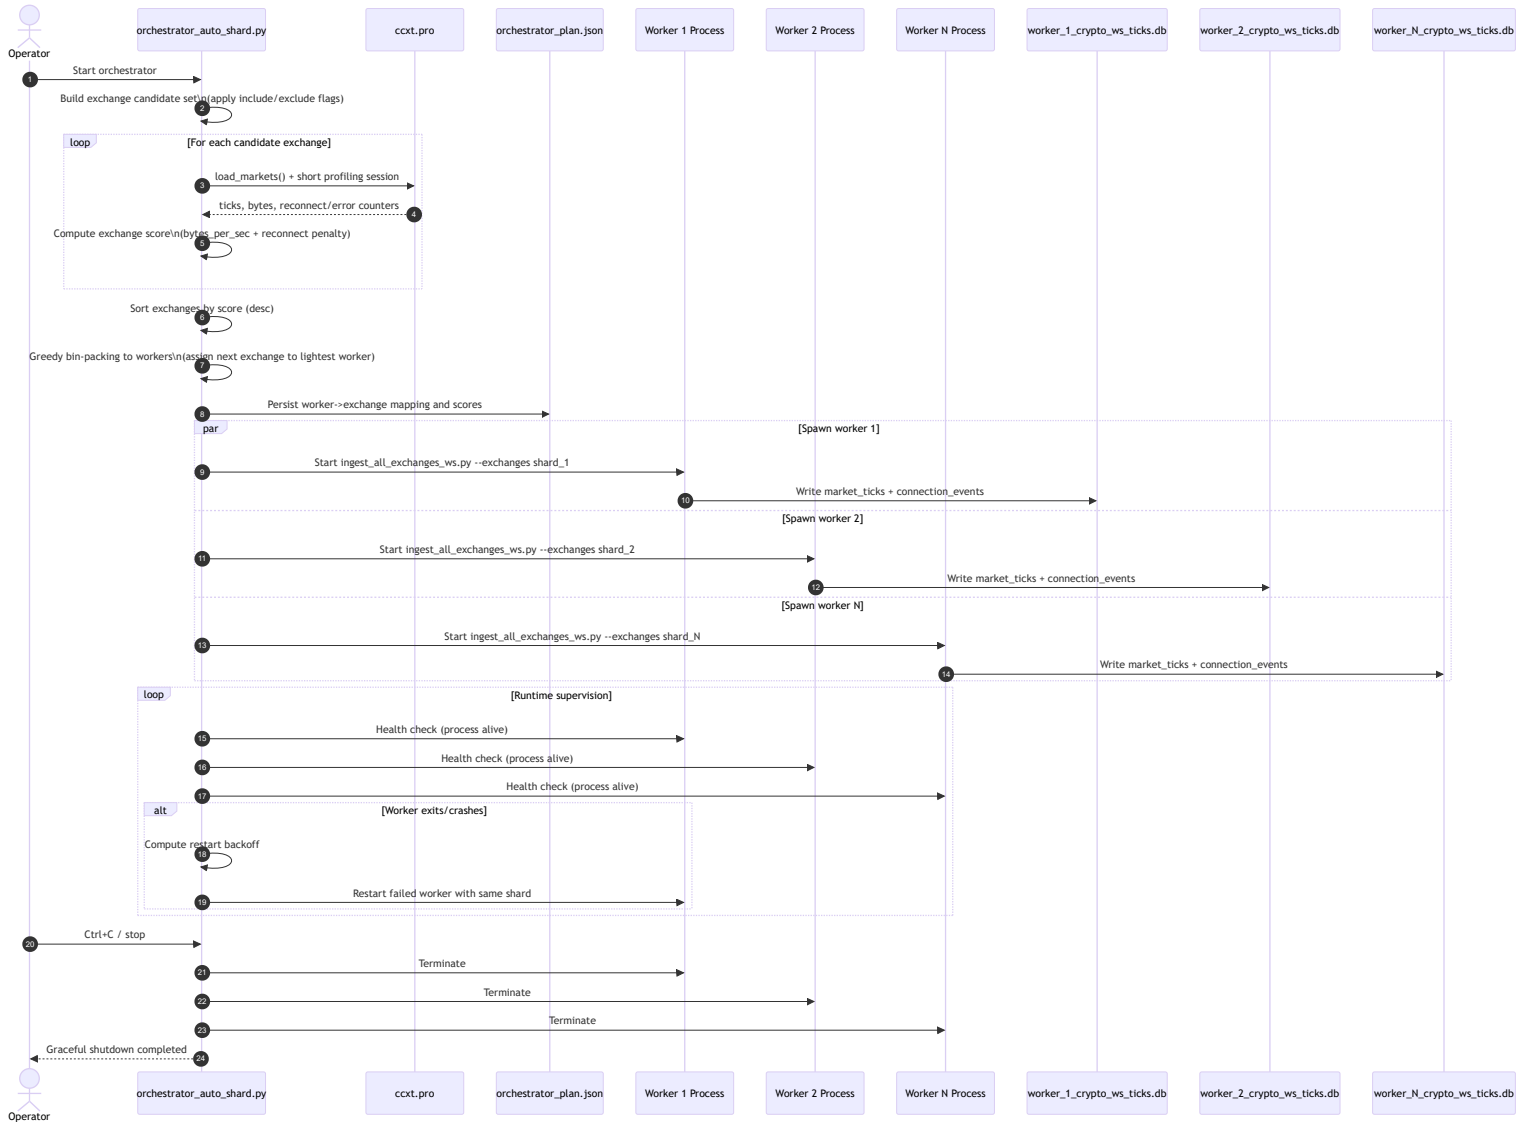 Operator
orchestrator_auto_shard.py
ccxt.pro
orchestrator_plan.json
Worker 1 Process
Worker 2 Process
Worker N Process
worker_1_crypto_ws_ticks.db
worker_2_crypto_ws_ticks.db
worker_N_crypto_ws_ticks.db
1
Start orchestrator
2
Build exchange candidate set\n(apply include/exclude flags)
loop
[For each candidate exchange]
3
load_markets() + short profiling session
4
ticks, bytes, reconnect/error counters
5
Compute exchange score\n(bytes_per_sec + reconnect penalty)
6
Sort exchanges by score (desc)
7
Greedy bin-packing to workers\n(assign next exchange to lightest worker)
8
Persist worker->exchange mapping and scores
par
[Spawn worker 1]
9
Start ingest_all_exchanges_ws.py --exchanges shard_1
10
Write market_ticks + connection_events
[Spawn worker 2]
11
Start ingest_all_exchanges_ws.py --exchanges shard_2
12
Write market_ticks + connection_events
[Spawn worker N]
13
Start ingest_all_exchanges_ws.py --exchanges shard_N
14
Write market_ticks + connection_events
loop
[Runtime supervision]
15
Health check (process alive)
16
Health check (process alive)
17
Health check (process alive)
alt
[Worker exits/crashes]
18
Compute restart backoff
19
Restart failed worker with same shard
20
Ctrl+C / stop
21
Terminate
22
Terminate
23
Terminate
24
Graceful shutdown completed
Operator
orchestrator_auto_shard.py
ccxt.pro
orchestrator_plan.json
Worker 1 Process
Worker 2 Process
Worker N Process
worker_1_crypto_ws_ticks.db
worker_2_crypto_ws_ticks.db
worker_N_crypto_ws_ticks.db